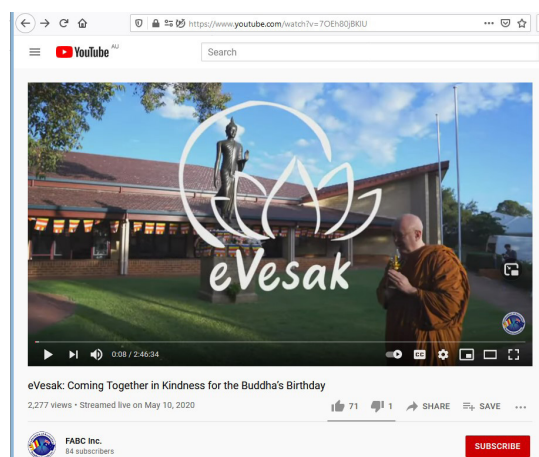 https://www.youtube.com/watch?v=7OEh80jBKIU
YouTube AU
Search
eVesak
0:08 / 2:46:34
CC
eVesak: Coming Together in Kindness for the Buddha's Birthday
2,277 views • Streamed live on May 10, 2020
71
1
SHARE
SAVE
FABC Inc.
84 subscribers
SUBSCRIBE